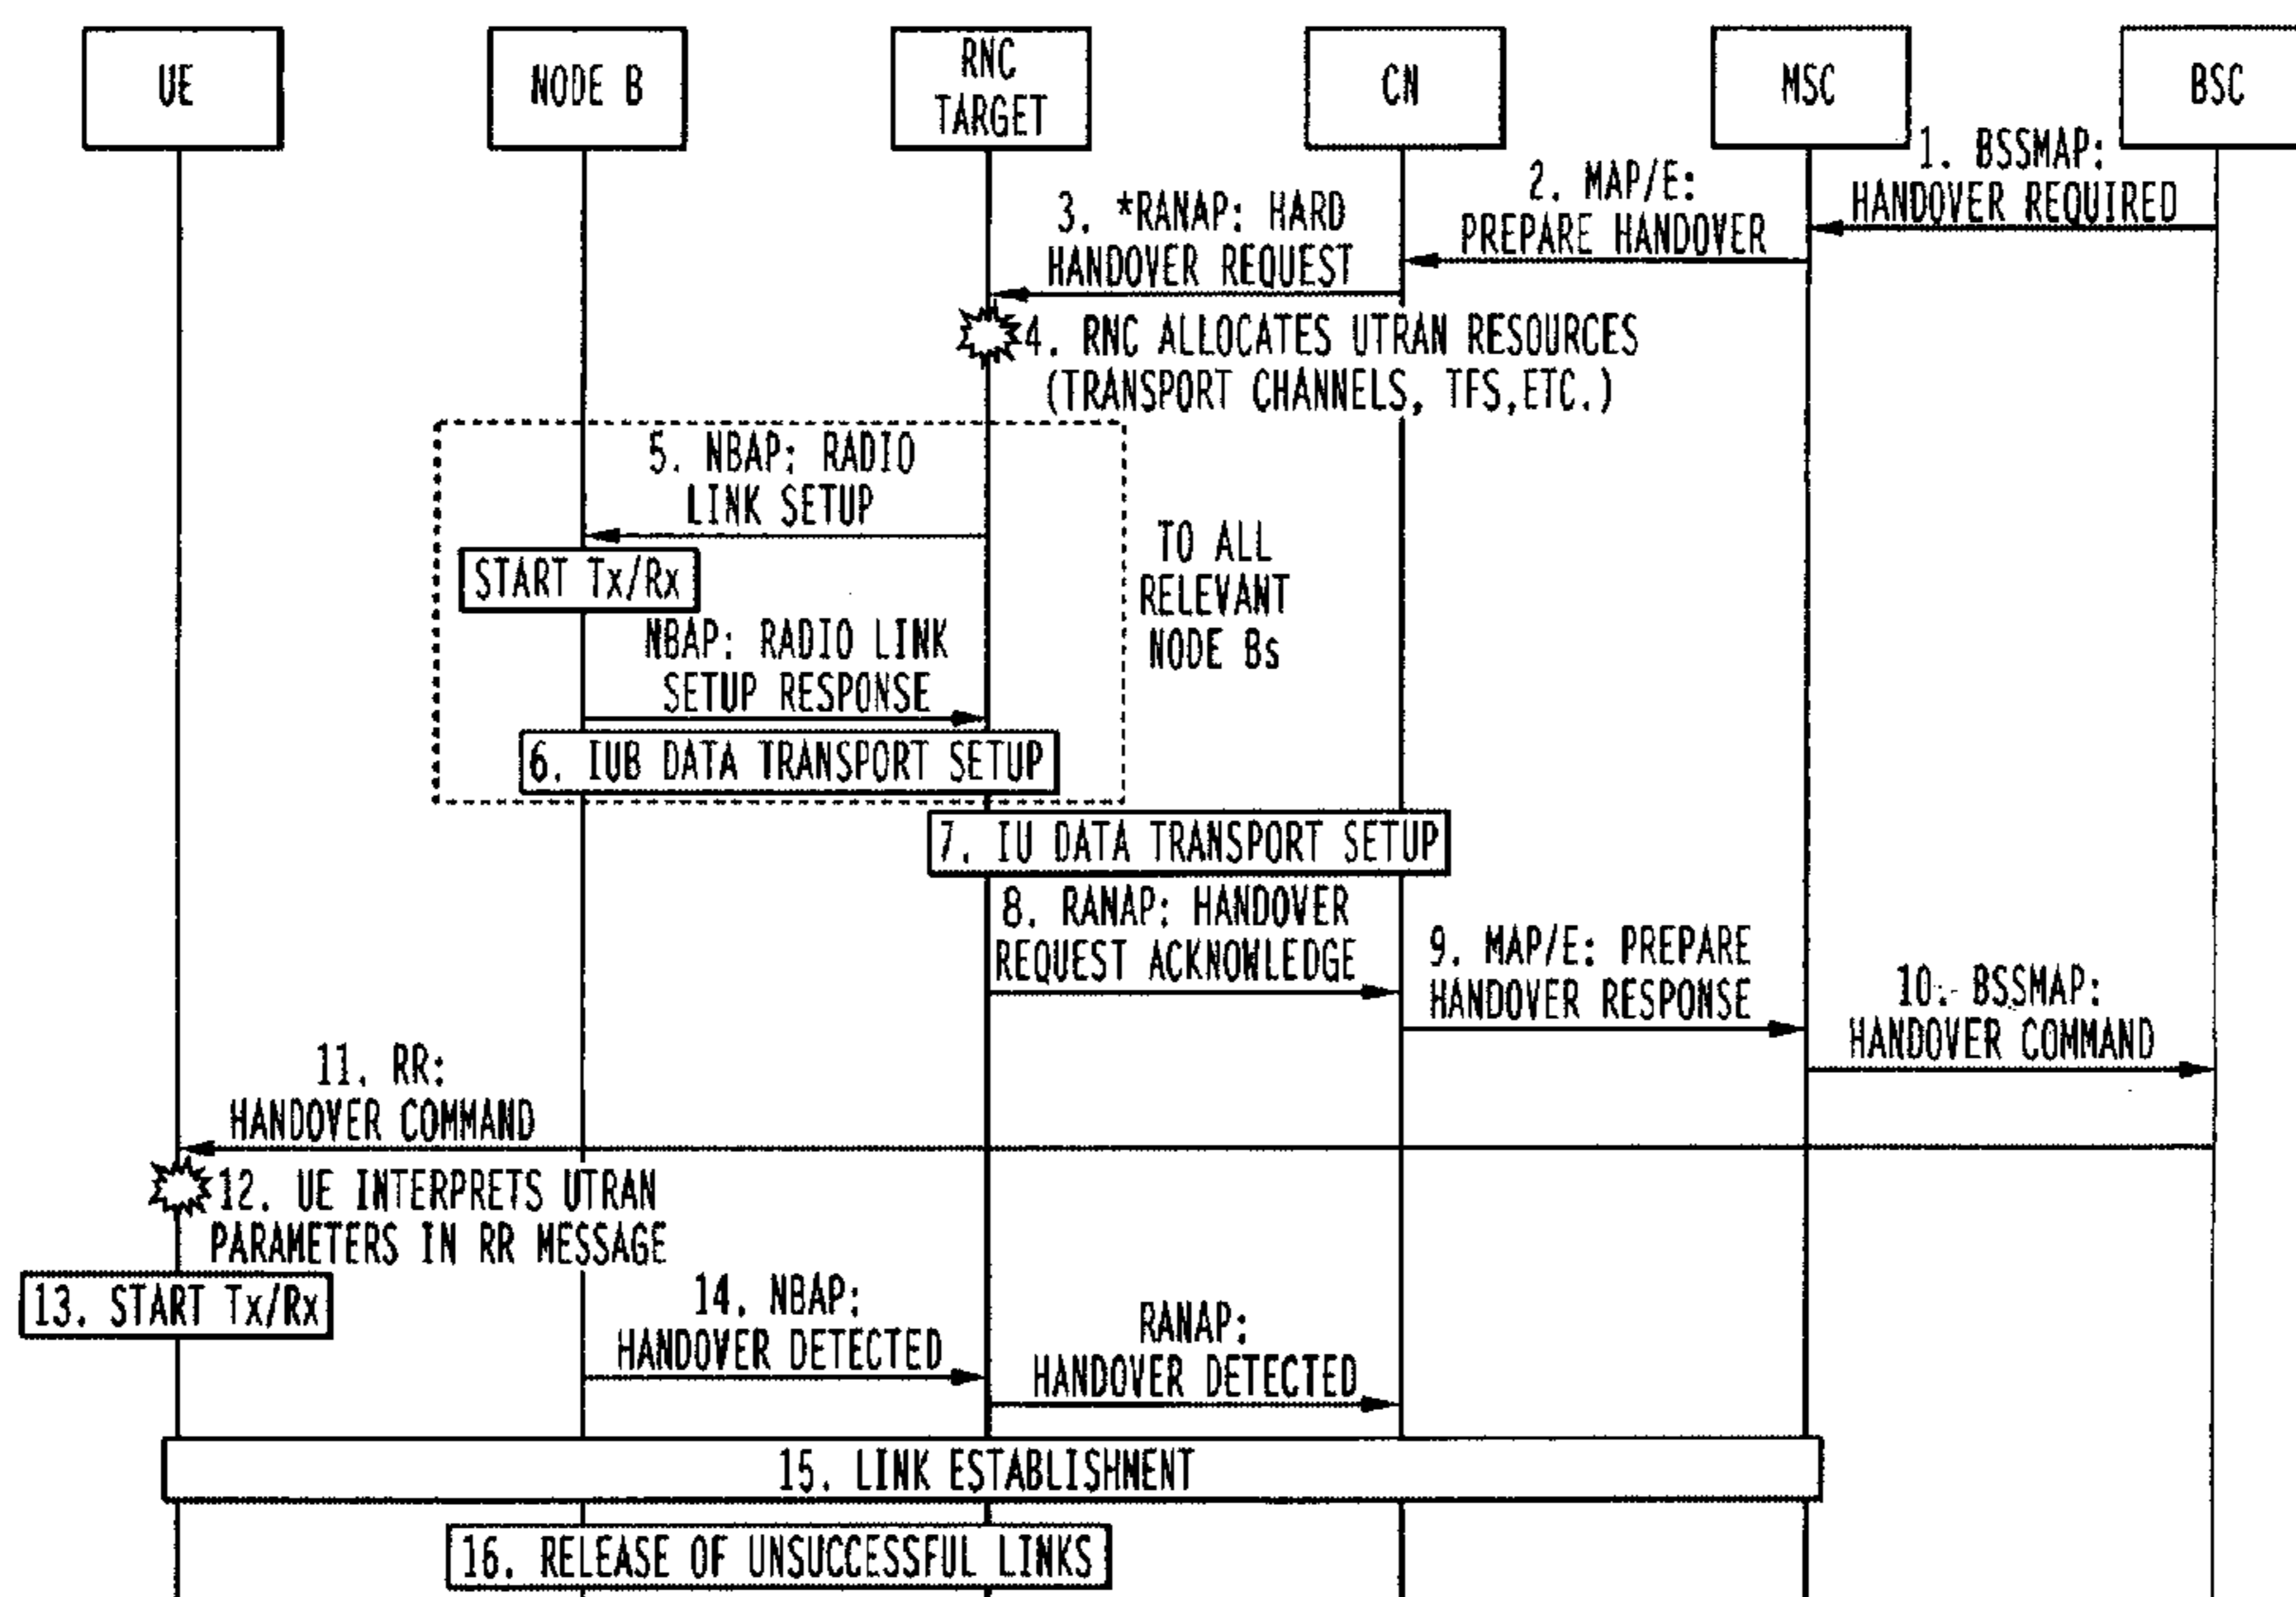 UE
NODE B
RNC
TARGET
CN
MSC
BSC
1. BSSMAP:
HANDOVER REQUIRED
2. MAP/E:
PREPARE HANDOVER
3. *RANAP: HARD
HANDOVER REQUEST
4. RNC ALLOCATES UTRAN RESOURCES
(TRANSPORT CHANNELS, TFS,ETC.)
5. NBAP: RADIO
LINK SETUP
TO ALL
RELEVANT
NODE Bs
START Tx/Rx
NBAP: RADIO LINK
SETUP RESPONSE
6. IUB DATA TRANSPORT SETUP
7. IU DATA TRANSPORT SETUP
8. RANAP: HANDOVER
REQUEST ACKNOWLEDGE
9. MAP/E: PREPARE
HANDOVER RESPONSE
10. BSSMAP:
HANDOVER COMMAND
11. RR:
HANDOVER COMMAND
12. UE INTERPRETS UTRAN
PARAMETERS IN RR MESSAGE
13. START Tx/Rx
14. NBAP:
HANDOVER DETECTED
RANAP:
HANDOVER DETECTED
15. LINK ESTABLISHMENT
16. RELEASE OF UNSUCCESSFUL LINKS